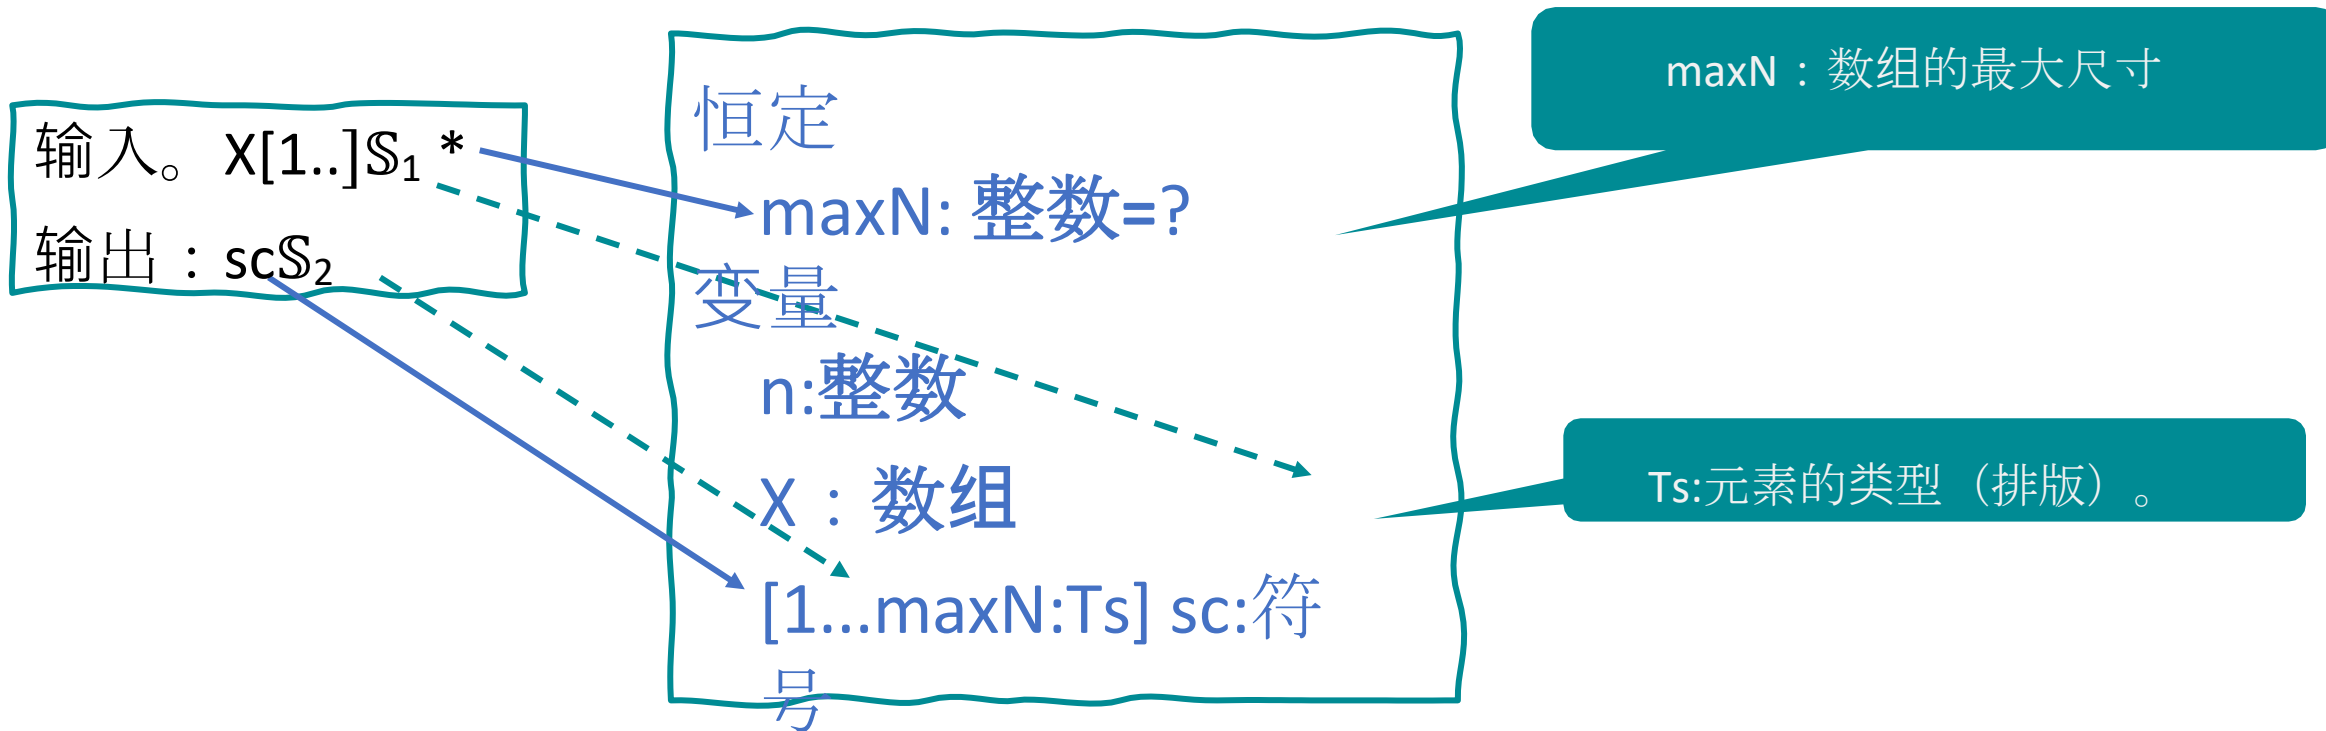 输入。X[1..]𝕊₁ *
输出：sc𝕊₂
恒定
maxN: 整数=?
变量
n:整数
X：数组
[1...maxN:Ts] sc:符
号
maxN：数组的最大尺寸
Ts:元素的类型（排版）。